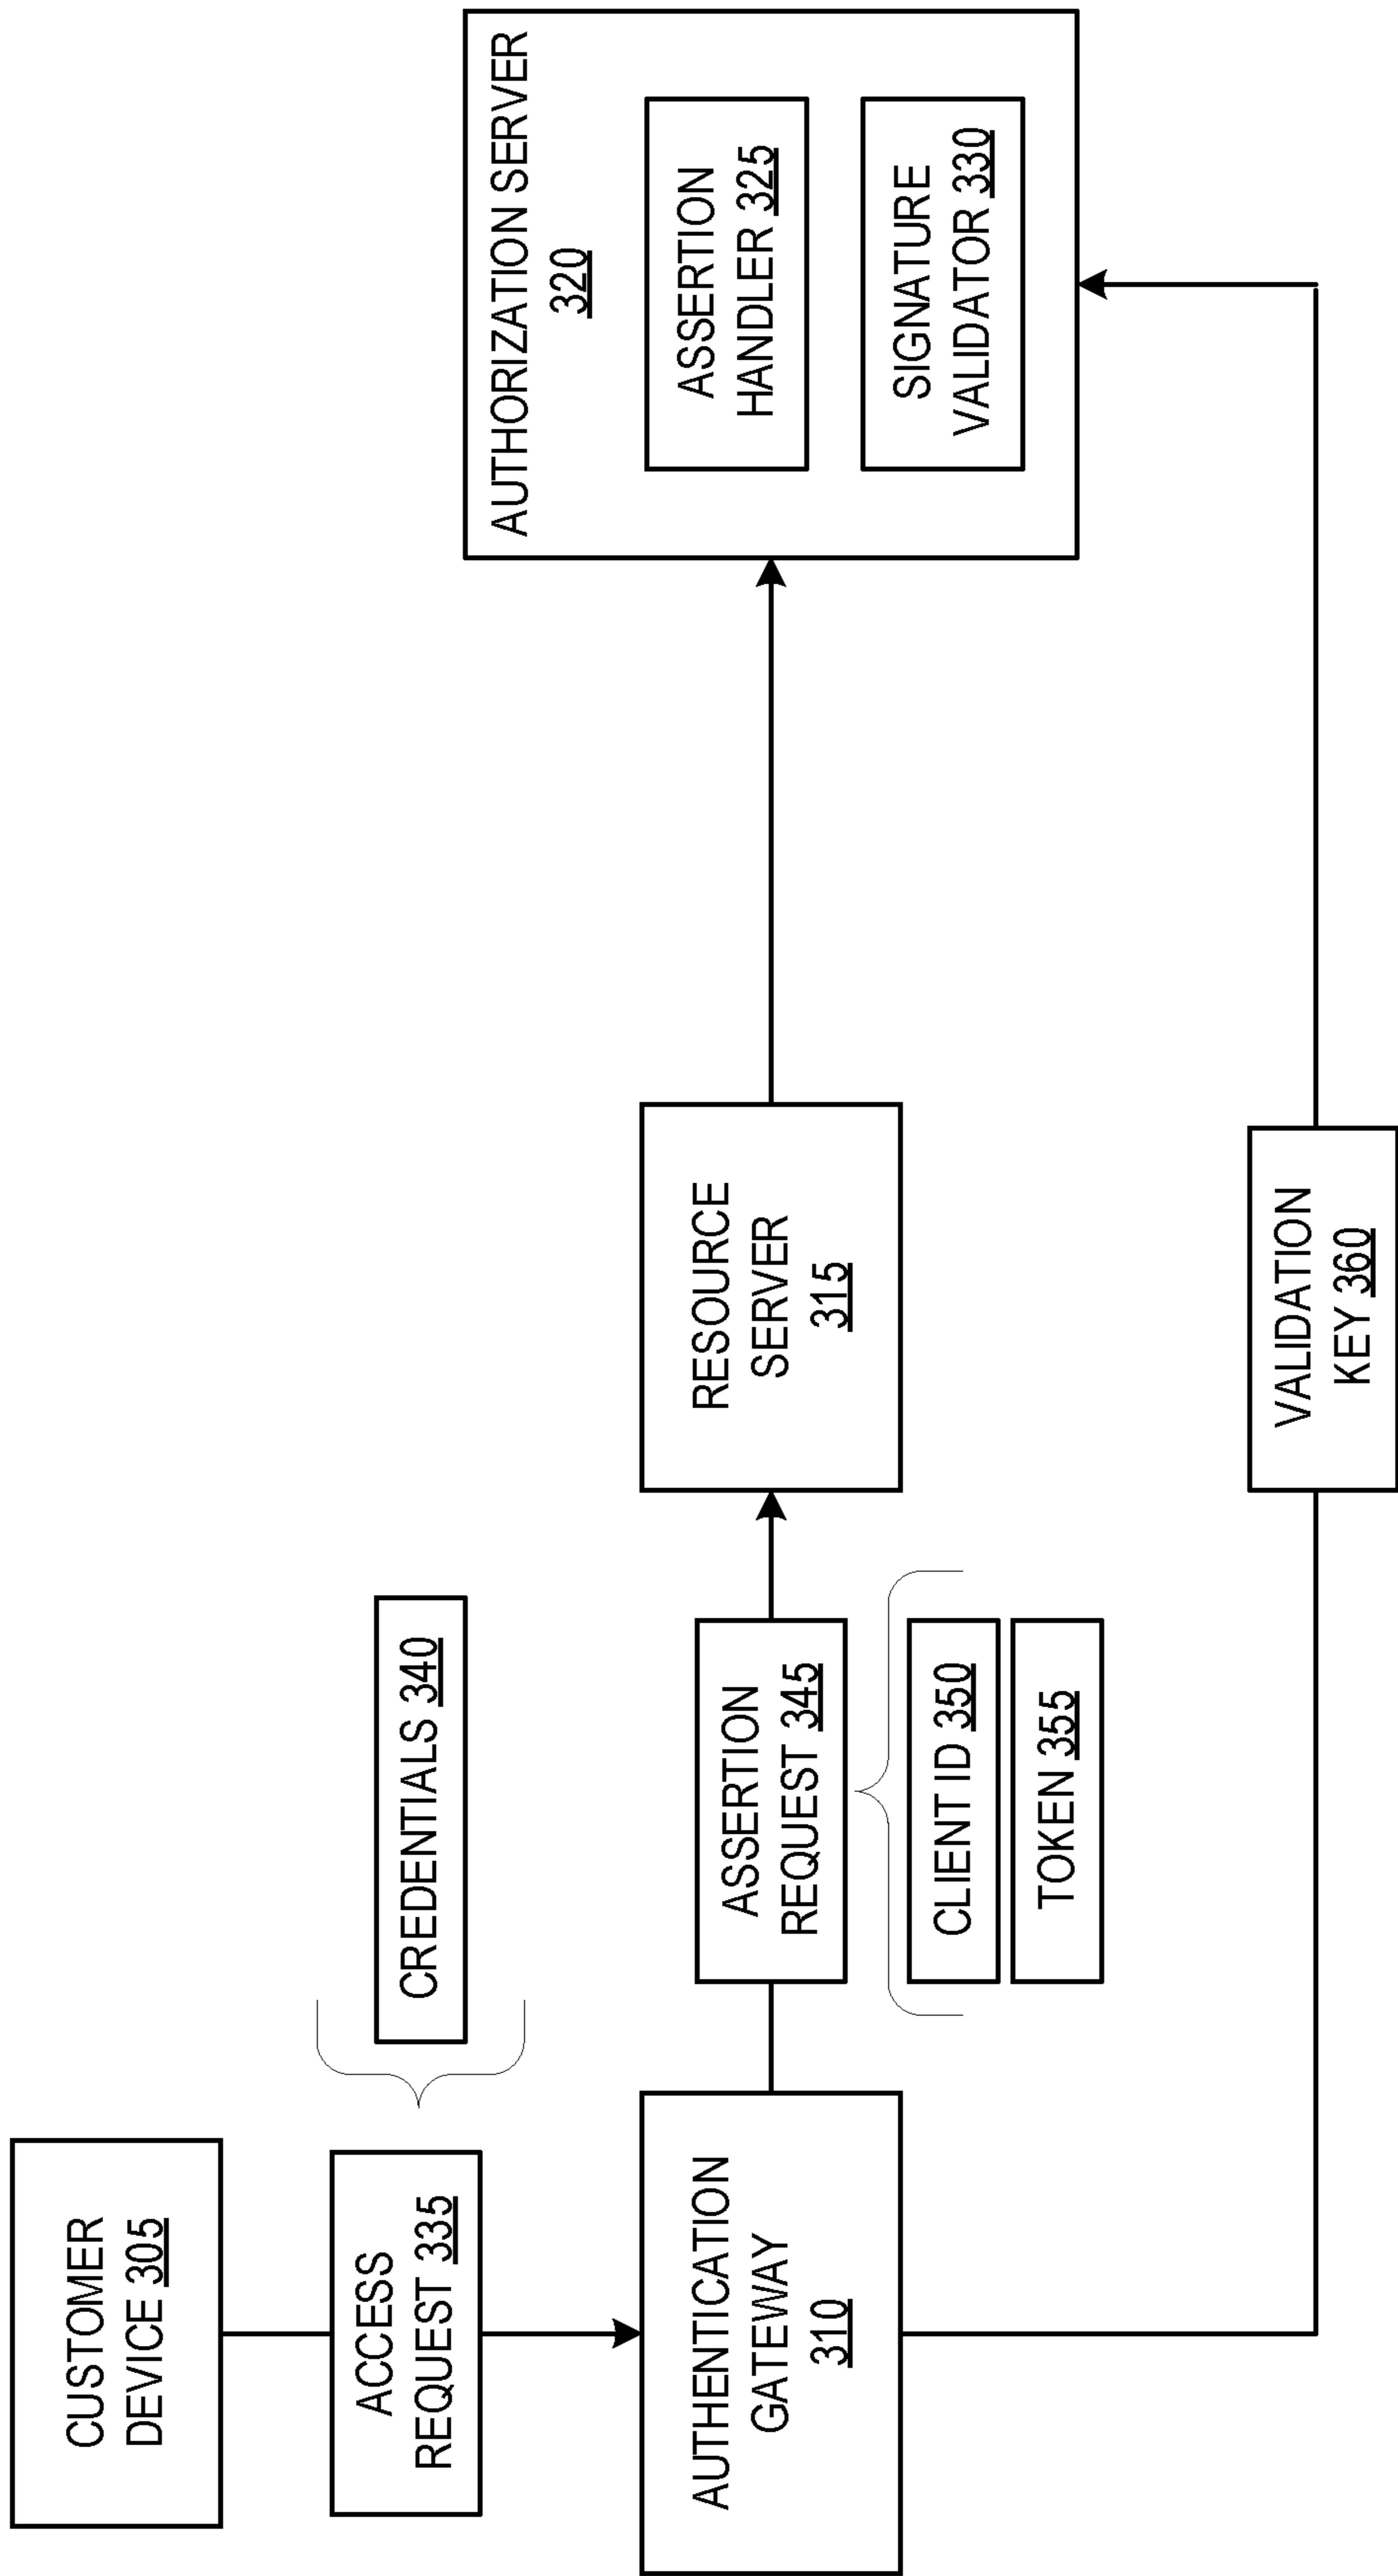 CUSTOMER
DEVICE 305
ACCESS
REQUEST 335
CREDENTIALS 340
AUTHENTICATION
GATEWAY
310
ASSERTION
REQUEST 345
CLIENT ID 350
TOKEN 355
RESOURCE
SERVER
315
AUTHORIZATION SERVER
320
ASSERTION
HANDLER 325
SIGNATURE
VALIDATOR 330
VALIDATION
KEY 360